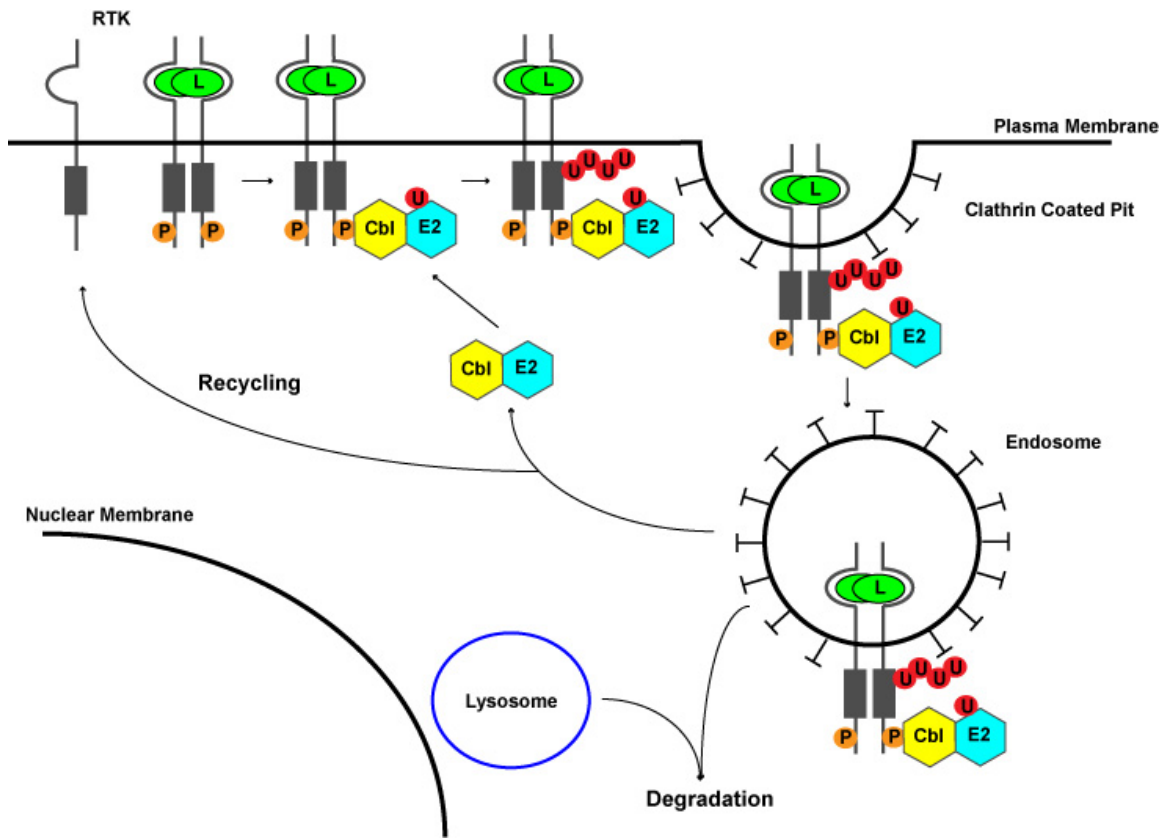 RTK
L
L
L
P
P
P
P
Cbl
E2
U
P
P
Cbl
E2
U
U
U
U
U
Plasma Membrane
Clathrin Coated Pit
L
U
U
U
U
U
P
P
Cbl
E2
Cbl
E2
Recycling
Endosome
Nuclear Membrane
L
U
U
U
U
U
P
P
Cbl
E2
Lysosome
Degradation